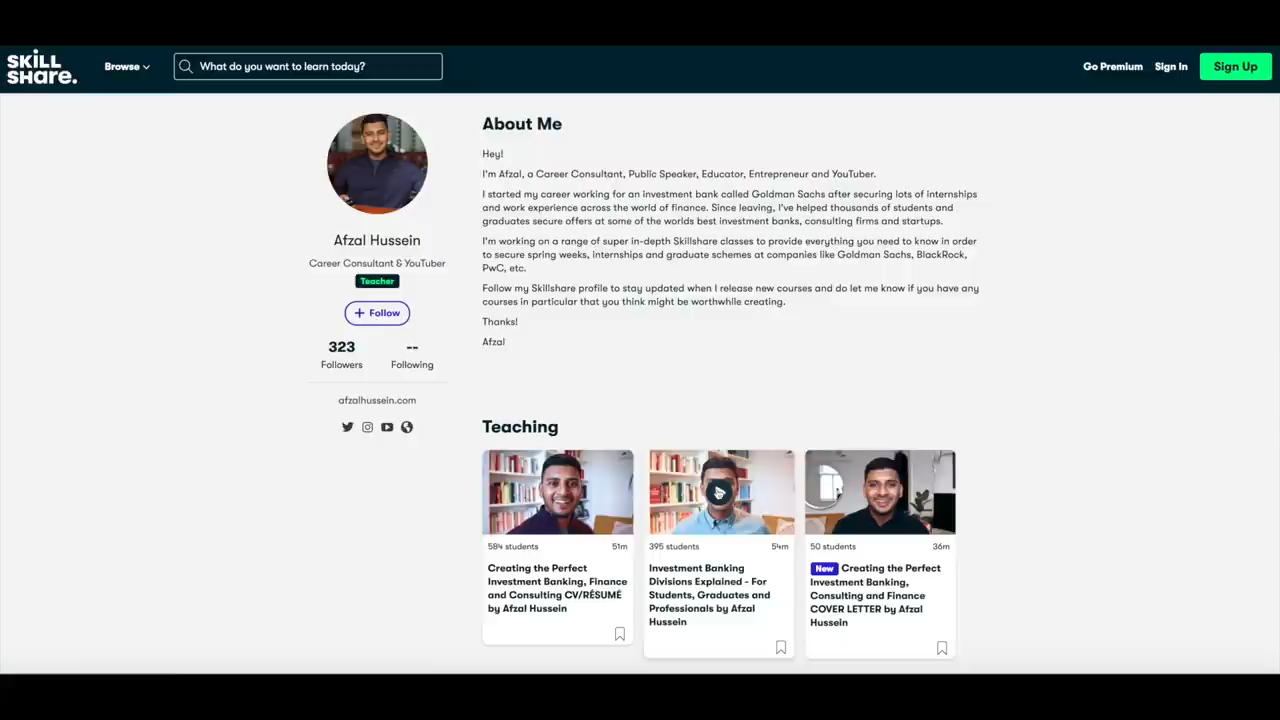 SKILL
SHARE.
Browse
What do you want to learn today?
Go Premium
Sign In
Sign Up
Afzal Hussein
Career Consultant & YouTuber
Teacher
+ Follow
323
--
Followers
Following
afzalhussein.com
About Me
Hey!
I'm Afzal, a Career Consultant, Public Speaker, Educator, Entrepreneur and YouTuber.
I started my career working for an investment bank called Goldman Sachs after securing lots of internships
and work experience across the world of finance. Since leaving, I've helped thousands of students and
graduates secure offers at some of the worlds best investment banks, consulting firms and startups.
I'm working on a range of super in-depth Skillshare classes to provide everything you need to know in order
to secure spring weeks, internships and graduate schemes at companies like Goldman Sachs, BlackRock,
PwC, etc.
Follow my Skillshare profile to stay updated when I release new courses and do let me know if you have any
courses in particular that you think might be worthwhile creating.
Thanks!
Afzal
Teaching
584 students
51m
Creating the Perfect
Investment Banking, Finance
and Consulting CV/RÉSUMÉ
by Afzal Hussein
395 students
54m
Investment Banking
Divisions Explained - For
Students, Graduates and
Professionals by Afzal
Hussein
50 students
36m
New Creating the Perfect
Investment Banking,
Consulting and Finance
COVER LETTER by Afzal
Hussein